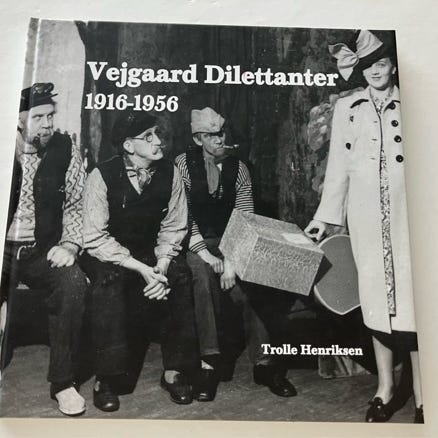 Vejgaard Dilettanter
1916-1956
Trolle Henriksen